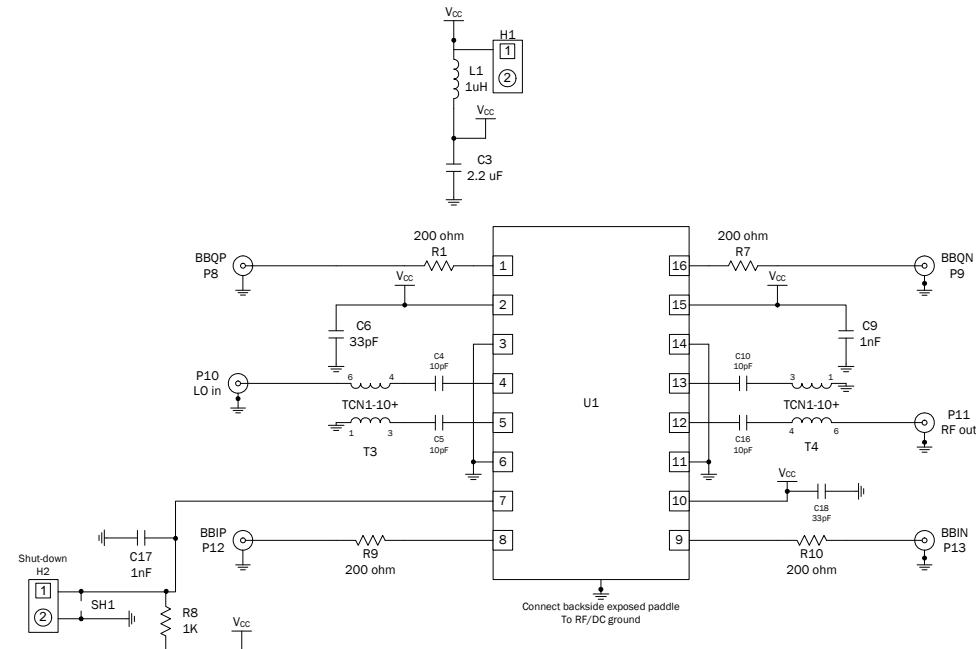 VCC
H1
1
L1
1uH
2
VCC
C3
2.2 uF
200 ohm
R1
BBQP
P8
1
VCC
2
C6
33pF
3
P10
LO in
6
4
C4
10pF
4
TCN1-10+
1
3
C5
10pF
5
T3
6
7
BBIP
P12
R9
200 ohm
8
C17
1nF
Shut-down
H2
1
SH1
2
R8
1K
VCC
U1
200 ohm
R7
16
BBQN
P9
VCC
15
C9
1nF
14
C10
10pF
13
3
1
TCN1-10+
12
C16
10pF
4
6
T4
P11
RF out
11
VCC
10
C18
33pF
9
R10
200 ohm
BBIN
P13
Connect backside exposed paddle
To RF/DC ground